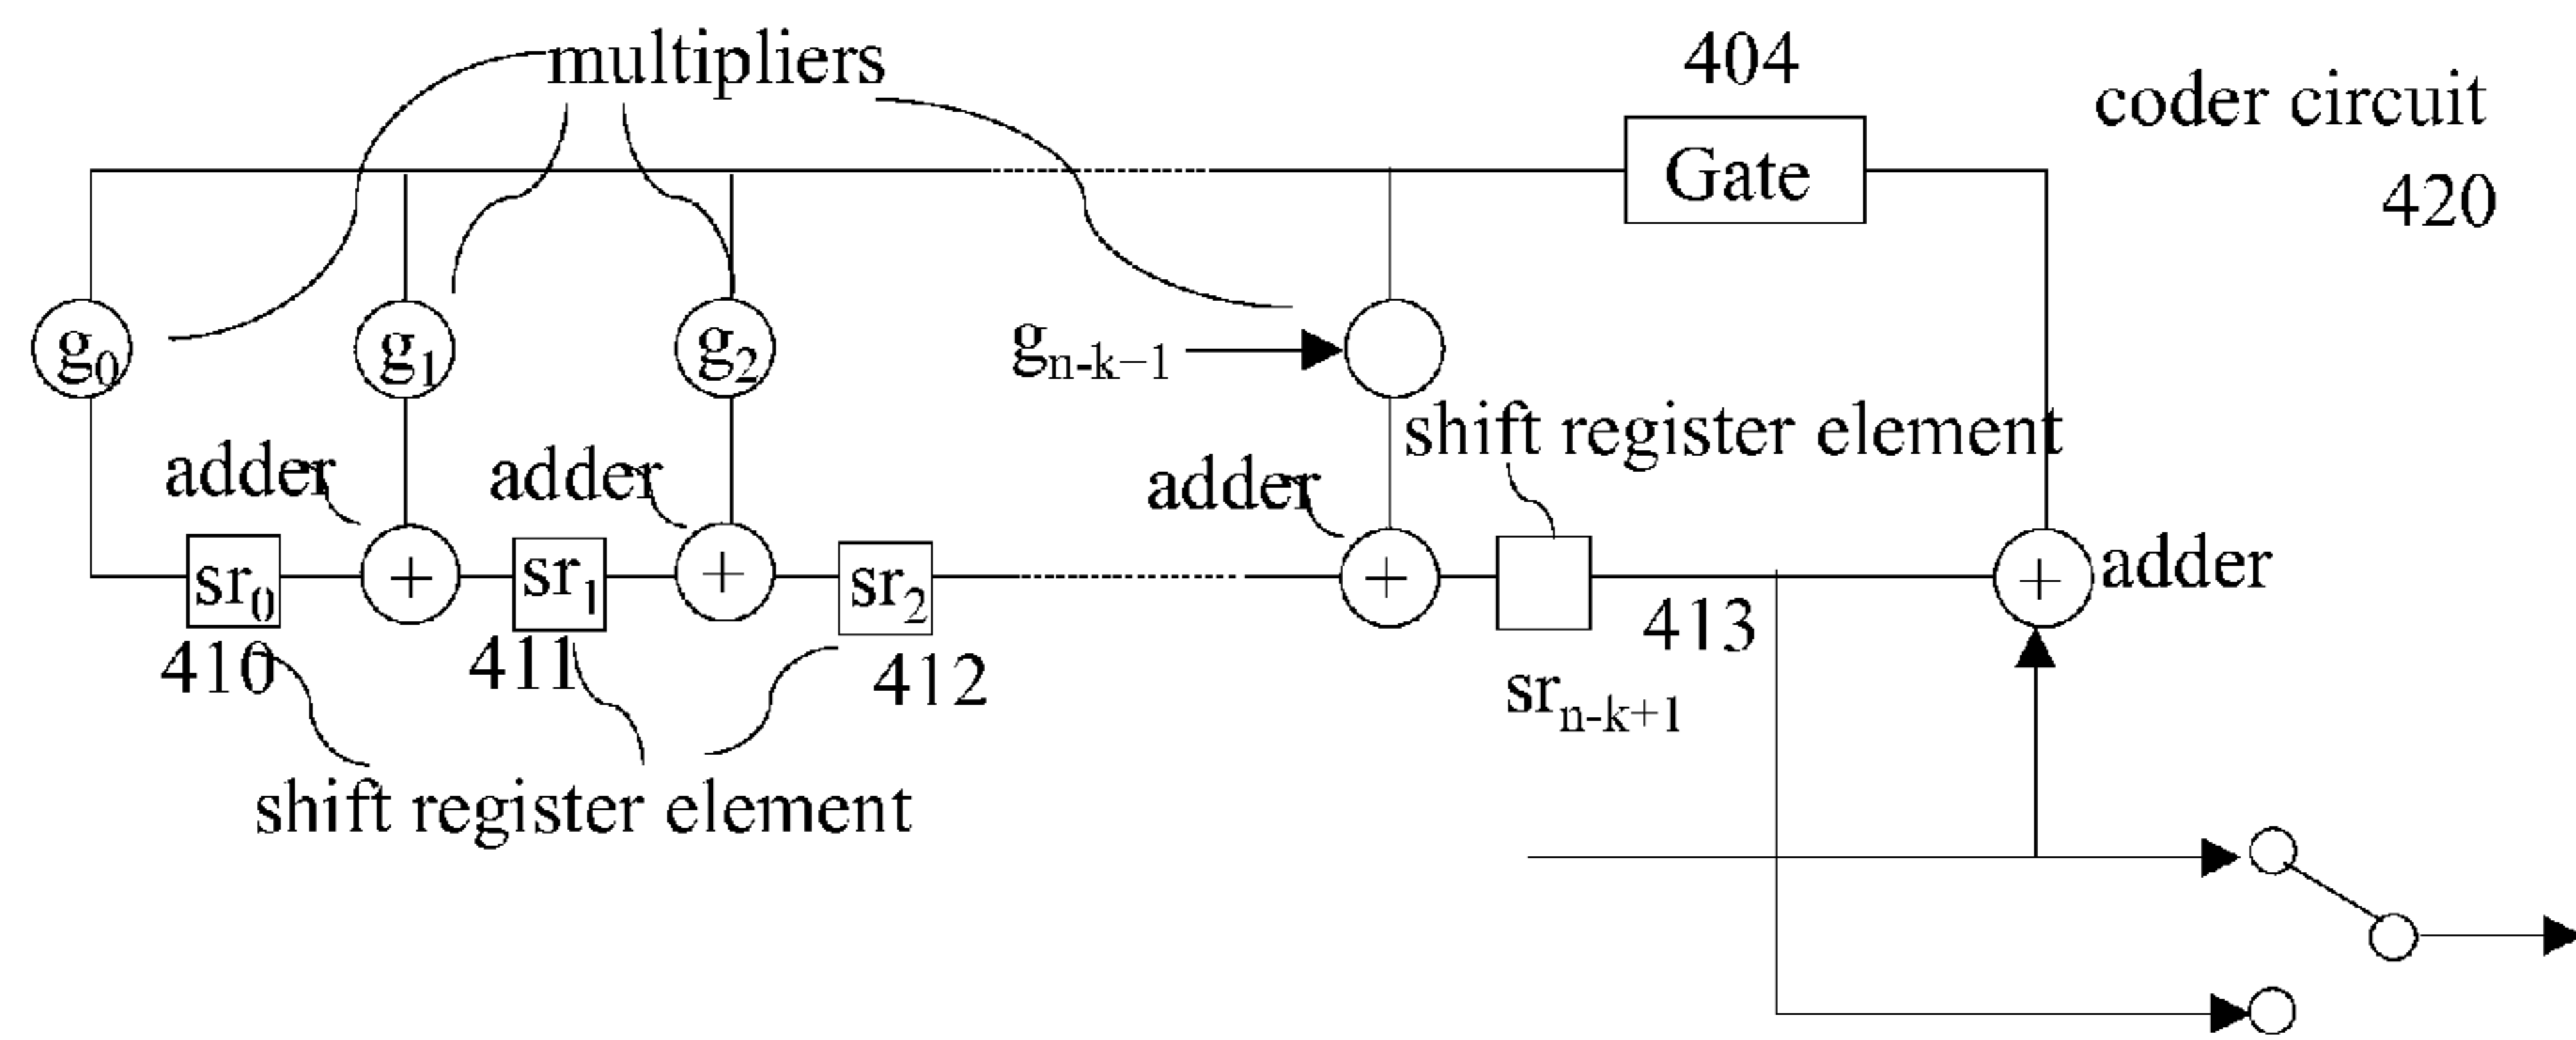 multipliers
404
coder circuit
Gate
420
g₀
g₁
g₂
gₙ₋ₖ₋₁
shift register element
adder
adder
adder
sr₀
+
sr₁
+
sr₂
+
+
adder
410
411
412
413
srₙ₋ₖ₊₁
shift register element